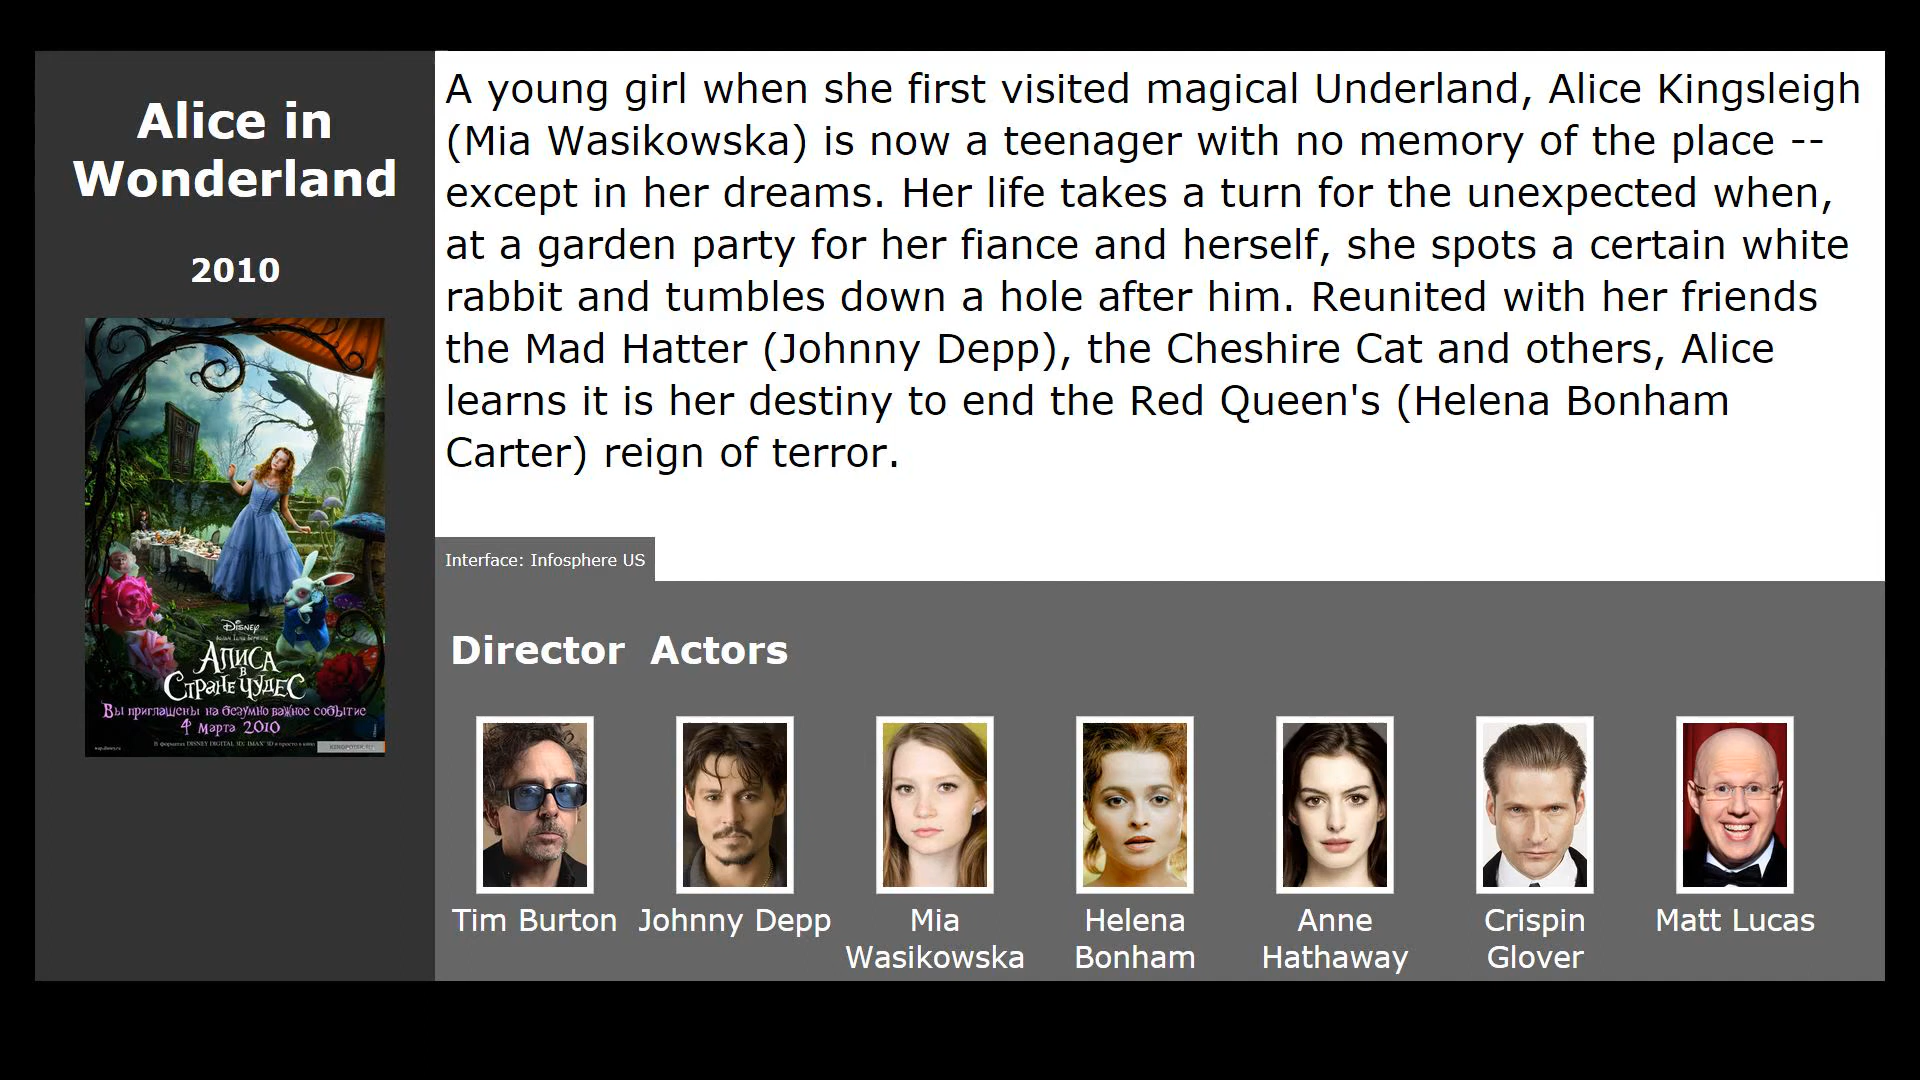 Alice in
Wonderland
2010
Disney
Алиса
в
Стране Чудес
Вы приглашены на безумно важное событие
4 марта 2010
A young girl when she first visited magical Underland, Alice Kingsleigh
(Mia Wasikowska) is now a teenager with no memory of the place --
except in her dreams. Her life takes a turn for the unexpected when,
at a garden party for her fiance and herself, she spots a certain white
rabbit and tumbles down a hole after him. Reunited with her friends
the Mad Hatter (Johnny Depp), the Cheshire Cat and others, Alice
learns it is her destiny to end the Red Queen's (Helena Bonham
Carter) reign of terror.
Interface: Infosphere US
Director Actors
Tim Burton
Johnny Depp
Mia
Wasikowska
Helena
Bonham
Anne
Hathaway
Crispin
Glover
Matt Lucas